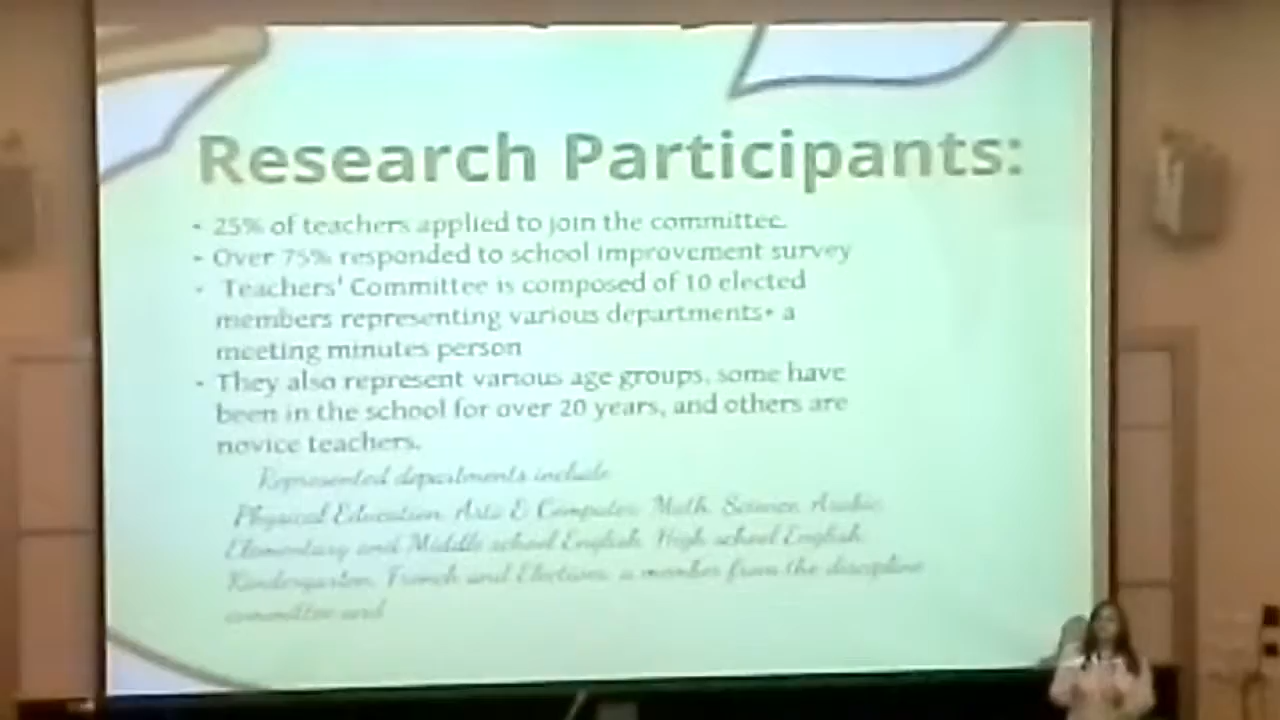 Research Participants:
- 25% of teachers applied to join the committee.
- Over 75% responded to school improvement survey
- Teachers' Committee is composed of 10 elected
members representing various departments+ a
meeting minutes person
- They also represent various age groups, some have
been in the school for over 20 years, and others are
novice teachers.
Represented departments include
Physical Education, Arts & Computer, Math, Science, Arabic,
Elementary and Middle school English, High school English,
Kindergarten, French and Electives, a member from the discipline
committee and